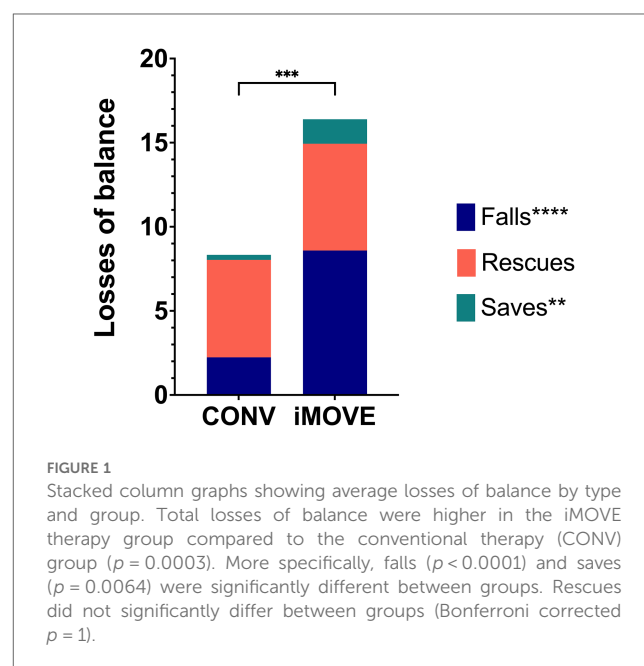 20
***
15
Losses of balance
10
Falls****
Rescues
Saves**
5
0
CONV iMOVE
FIGURE 1
Stacked column graphs showing average losses of balance by type
and group. Total losses of balance were higher in the iMOVE
therapy group compared to the conventional therapy (CONV)
group (p = 0.0003). More specifically, falls (p < 0.0001) and saves
(p = 0.0064) were significantly different between groups. Rescues
did not significantly differ between groups (Bonferroni corrected
p = 1).